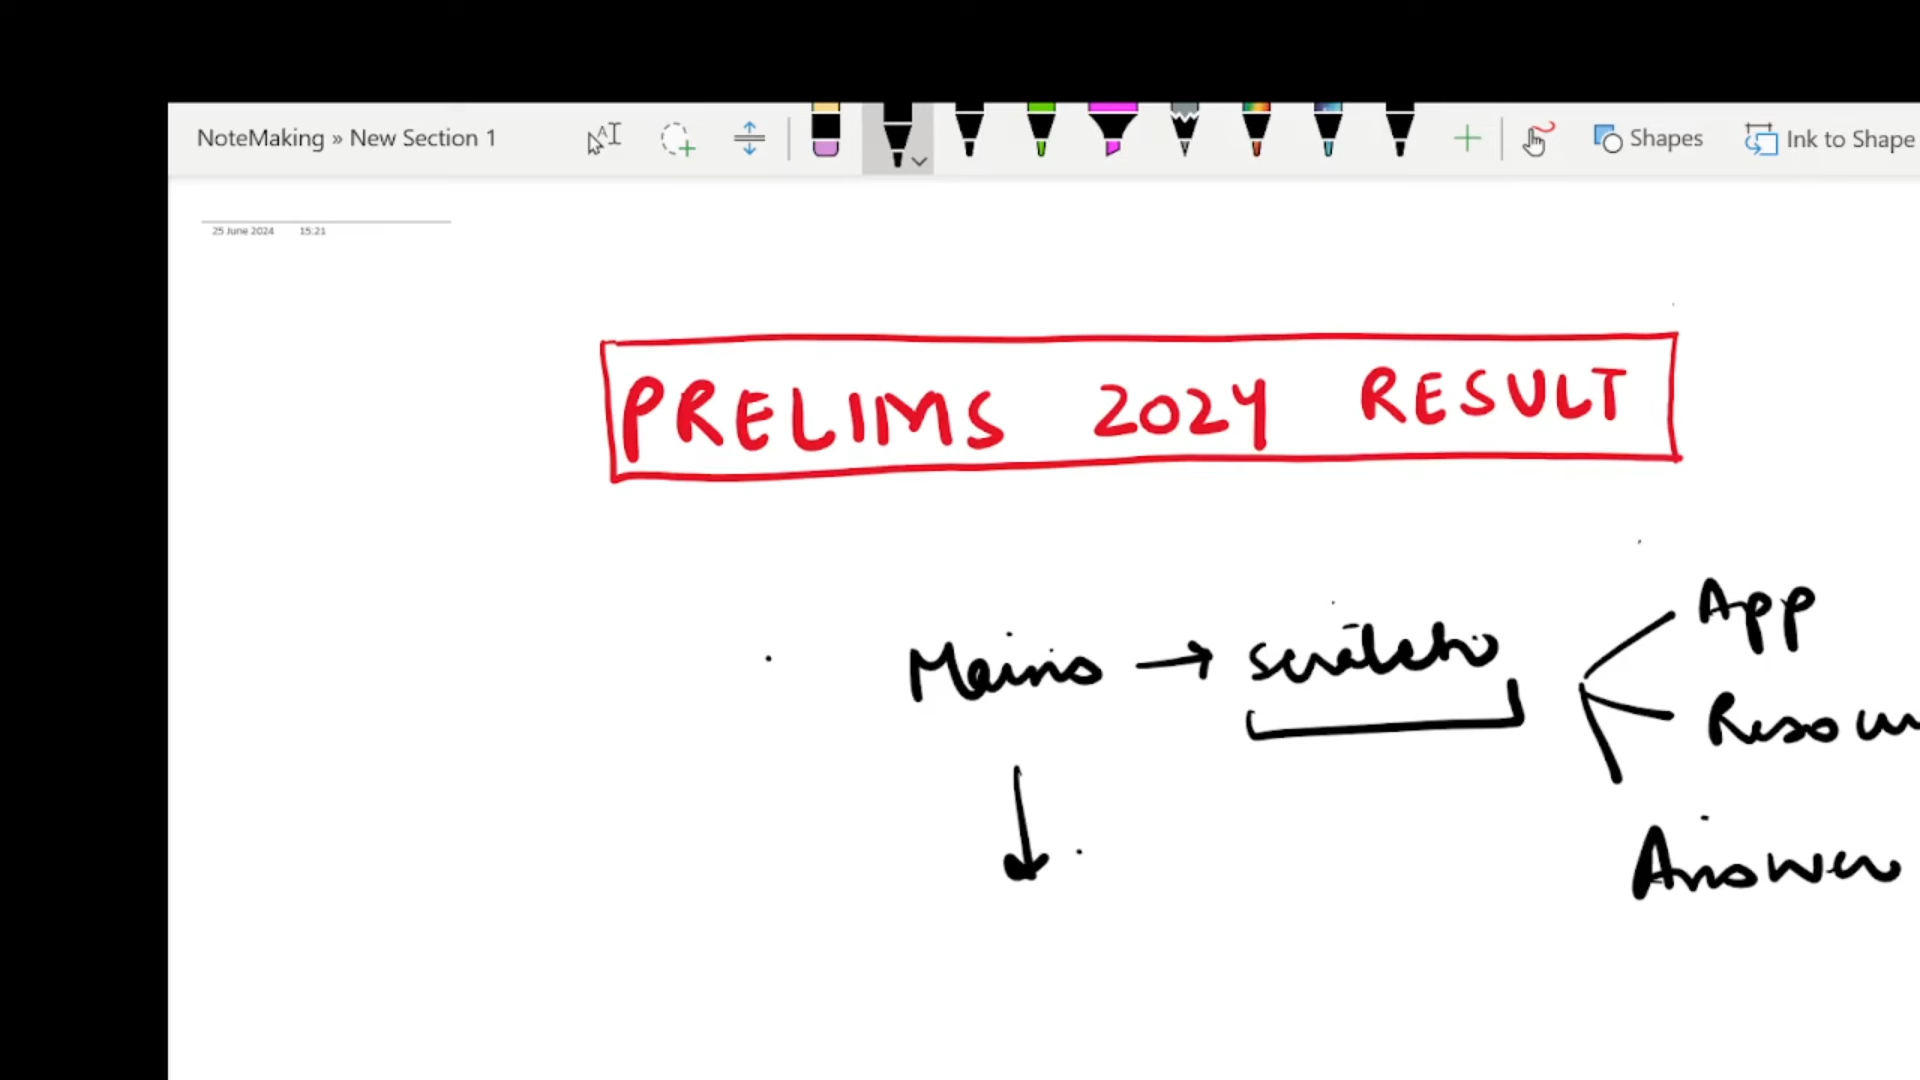 NoteMaking » New Section 1
Shapes
Ink to Shape
25 June 2024 15:21
PRELIMS 2024 RESULT
App
Mains →
Resour
Answer